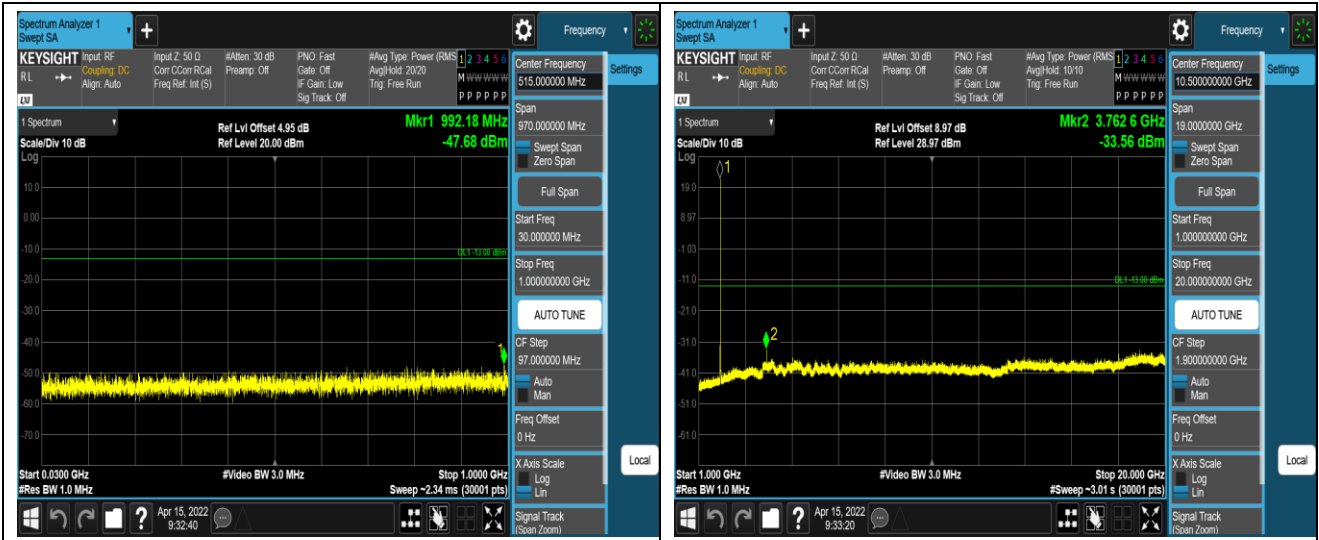 Spectrum Analyzer 1
Swept SA
Frequency
KEYSIGHT
Input: RF
Input Z: 50 Ω
#Atten: 30 dB
PNO: Fast
#Avg Type: Power (RMS
1 2 3 4 5 6
R L
Coupling: DC
Corr CCorr RCal
Preamp: Off
Gate: Off
Avg|Hold: 20/20
M W W W W W
Align: Auto
Freq Ref: Int (S)
IF Gain: Low
Trig: Free Run
LXI
Sig Track: Off
P P P P P P
1 Spectrum
Ref Lvl Offset 4.95 dB
Mkr1 992.18 MHz
Scale/Div 10 dB
Ref Level 20.00 dBm
-47.68 dBm
Log
10.0
0.00
-10.0
DL1 -13.00 dBm
-20.0
-30.0
-40.0
1
-50.0
-60.0
-70.0
Start 0.0300 GHz
#Video BW 3.0 MHz
Stop 1.0000 GHz
#Res BW 1.0 MHz
Sweep ~2.34 ms (30001 pts)
?
Apr 15, 2022
9:32:40
Center Frequency
515.000000 MHz
Settings
Span
970.000000 MHz
Swept Span
Zero Span
Full Span
Start Freq
30.000000 MHz
Stop Freq
1.000000000 GHz
AUTO TUNE
CF Step
97.000000 MHz
Auto
Man
Freq Offset
0 Hz
X Axis Scale
Log
Lin
Local
Signal Track
(Span Zoom)
Spectrum Analyzer 1
Swept SA
Frequency
KEYSIGHT
Input: RF
Input Z: 50 Ω
#Atten: 30 dB
PNO: Fast
#Avg Type: Power (RMS
1 2 3 4 5 6
R L
Coupling: DC
Corr CCorr RCal
Preamp: Off
Gate: Off
Avg|Hold: 10/10
M W W W W W
Align: Auto
Freq Ref: Int (S)
IF Gain: Low
Trig: Free Run
LXI
Sig Track: Off
P P P P P P
1 Spectrum
Ref Lvl Offset 8.97 dB
Mkr2 3.762 6 GHz
Scale/Div 10 dB
Ref Level 28.97 dBm
-33.56 dBm
Log
1
19.0
8.97
-1.03
-11.0
DL1 -13.00 dBm
-21.0
-31.0
2
-41.0
-51.0
-61.0
Start 1.000 GHz
#Video BW 3.0 MHz
Stop 20.000 GHz
#Res BW 1.0 MHz
#Sweep ~3.01 s (30001 pts)
?
Apr 15, 2022
9:33:20
Center Frequency
10.500000000 GHz
Settings
Span
19.0000000 GHz
Swept Span
Zero Span
Full Span
Start Freq
1.000000000 GHz
Stop Freq
20.000000000 GHz
AUTO TUNE
CF Step
1.900000000 GHz
Auto
Man
Freq Offset
0 Hz
X Axis Scale
Log
Lin
Local
Signal Track
(Span Zoom)